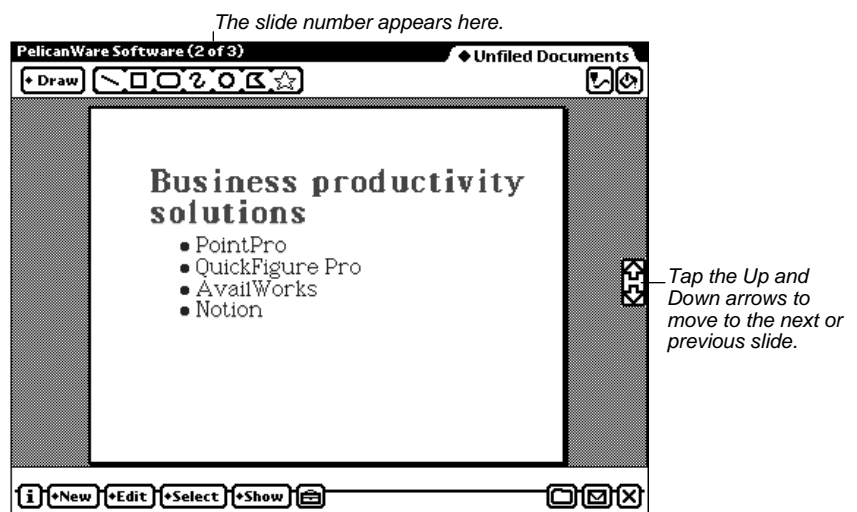 The slide number appears here.
PelicanWare Software (2 of 3)
◆ Unfiled Documents
◆ Draw
Business productivity
solutions
• PointPro
• QuickFigure Pro
• AvailWorks
• Notion
Tap the Up and
Down arrows to
move to the next or
previous slide.
i ◆New ◆Edit ◆Select ◆Show X